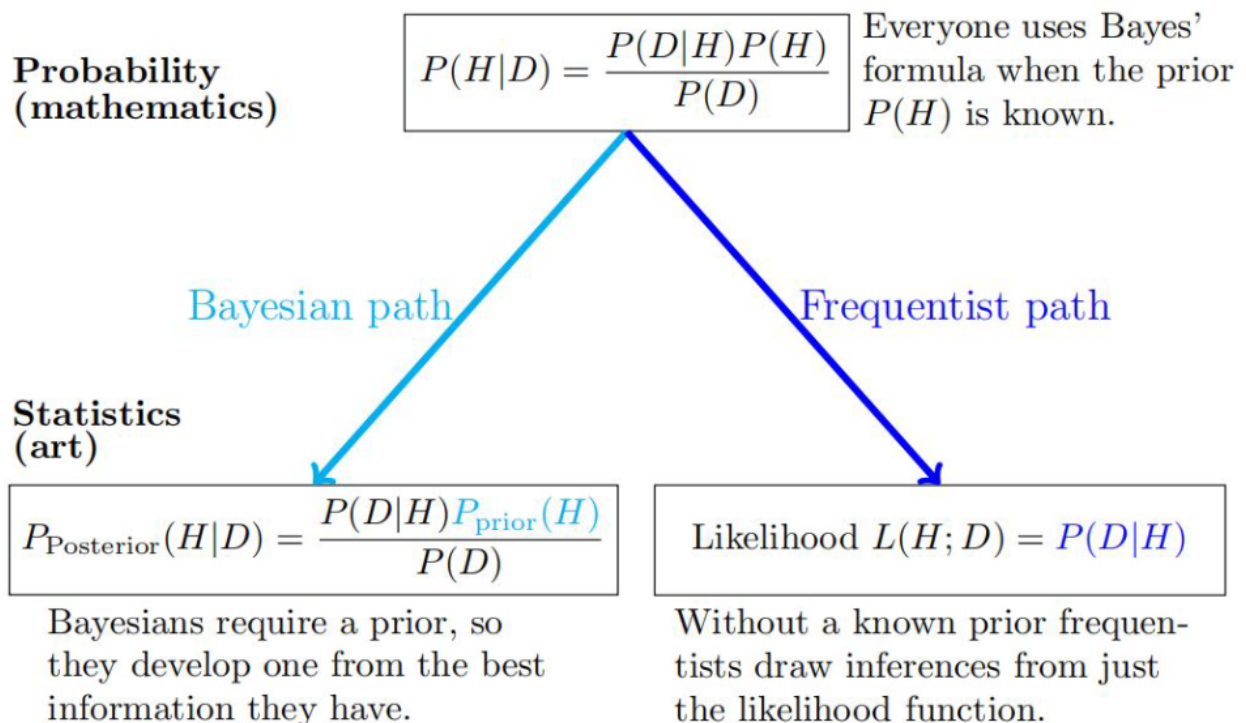 Probability
(mathematics)
P(H|D) = P(D|H)P(H) / P(D)
Everyone uses Bayes'
formula when the prior
P(H) is known.
Bayesian path
Frequentist path
Statistics
(art)
P_Posterior(H|D) = P(D|H)P_prior(H) / P(D)
Bayesians require a prior, so
they develop one from the best
information they have.
Likelihood L(H; D) = P(D|H)
Without a known prior frequen-
tists draw inferences from just
the likelihood function.